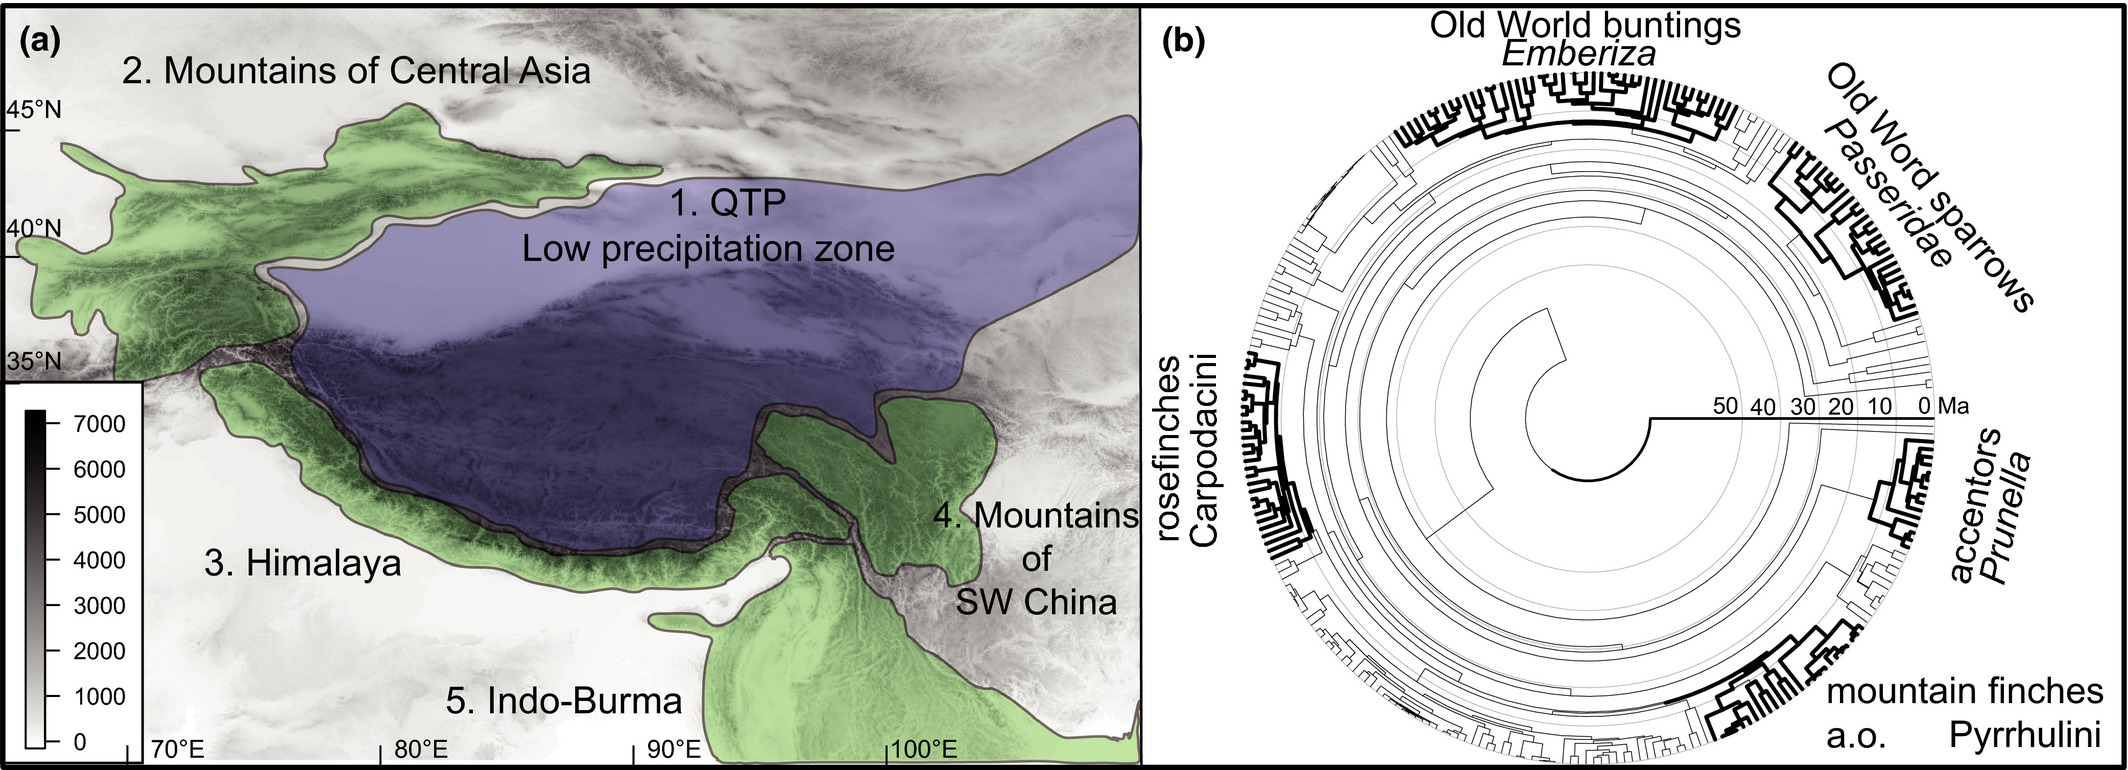 (a)
2. Mountains of Central Asia
45°N
40°N
35°N
1. QTP
Low precipitation zone
7000
6000
5000
4000
3000
2000
1000
0
3. Himalaya
4. Mountains
of
SW China
5. Indo-Burma
70°E
80°E
90°E
100°E
(b)
Old World buntings
Emberiza
Old Word sparrows
Passeridae
rosefinches
Carpodacini
50 40 30 20 10 0 Ma
accentors
Prunella
mountain finches
a.o. Pyrrhulini